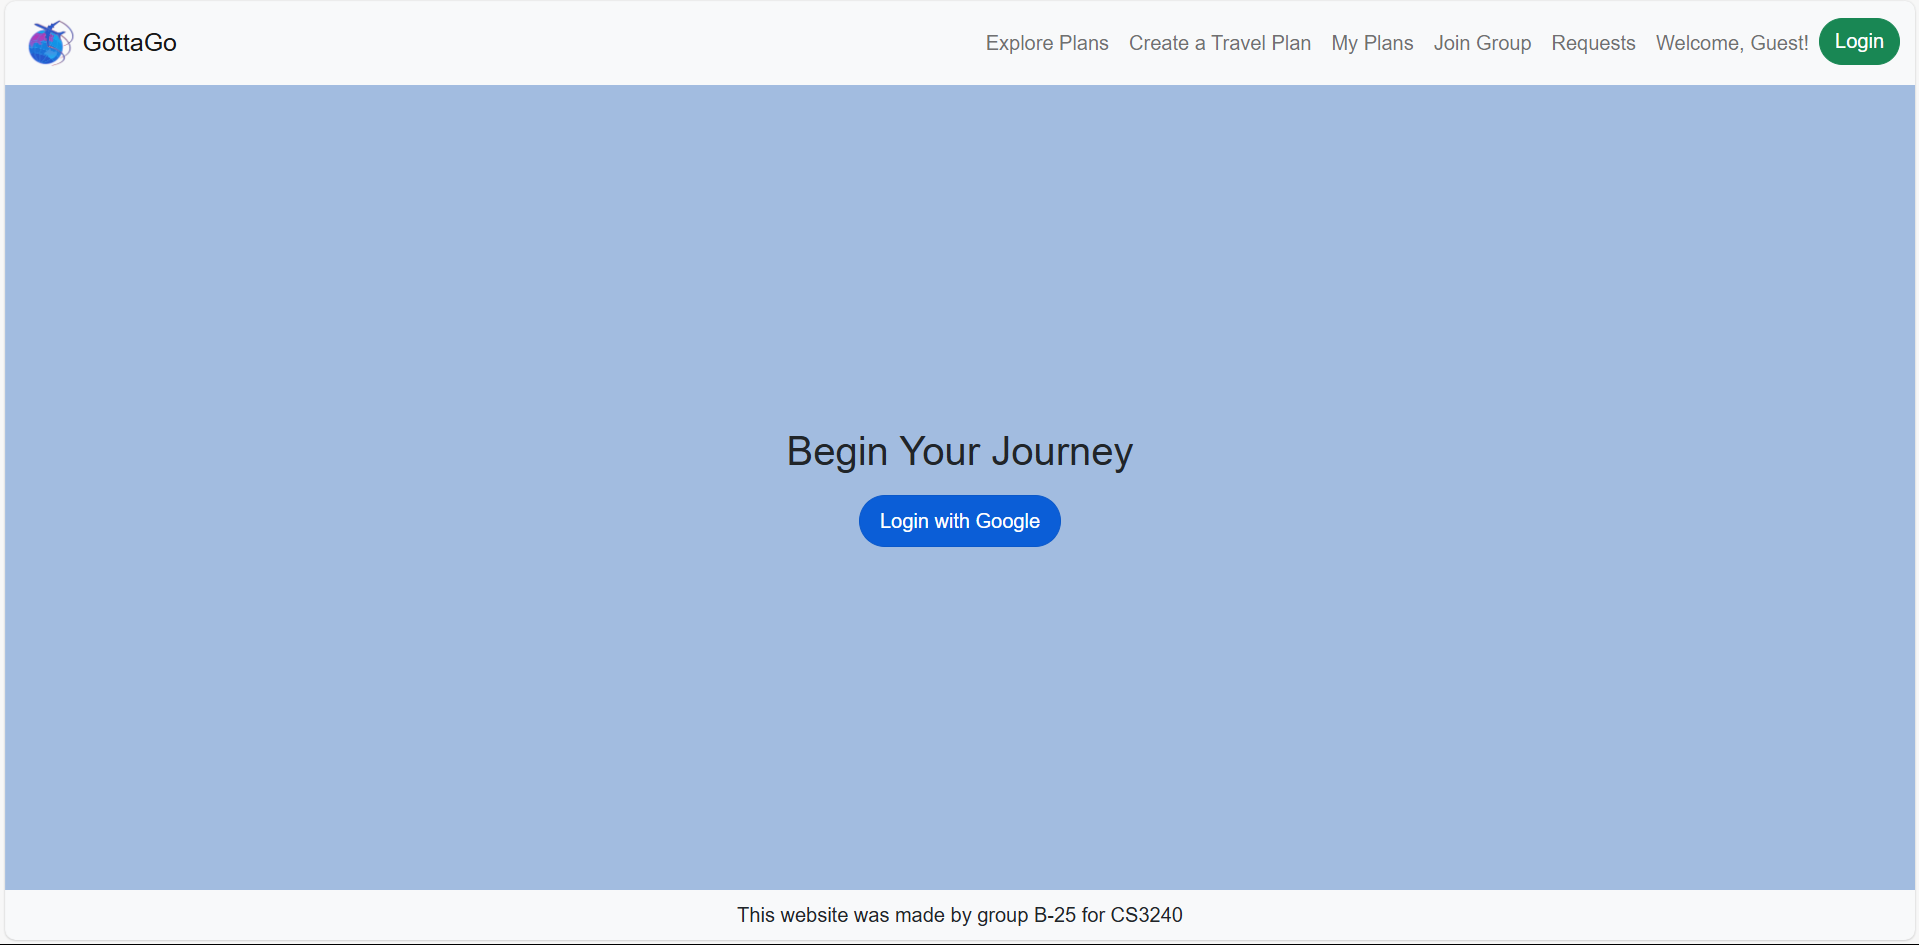 GottaGo
Explore Plans Create a Travel Plan My Plans Join Group Requests Welcome, Guest! Login
Begin Your Journey
Login with Google
This website was made by group B-25 for CS3240